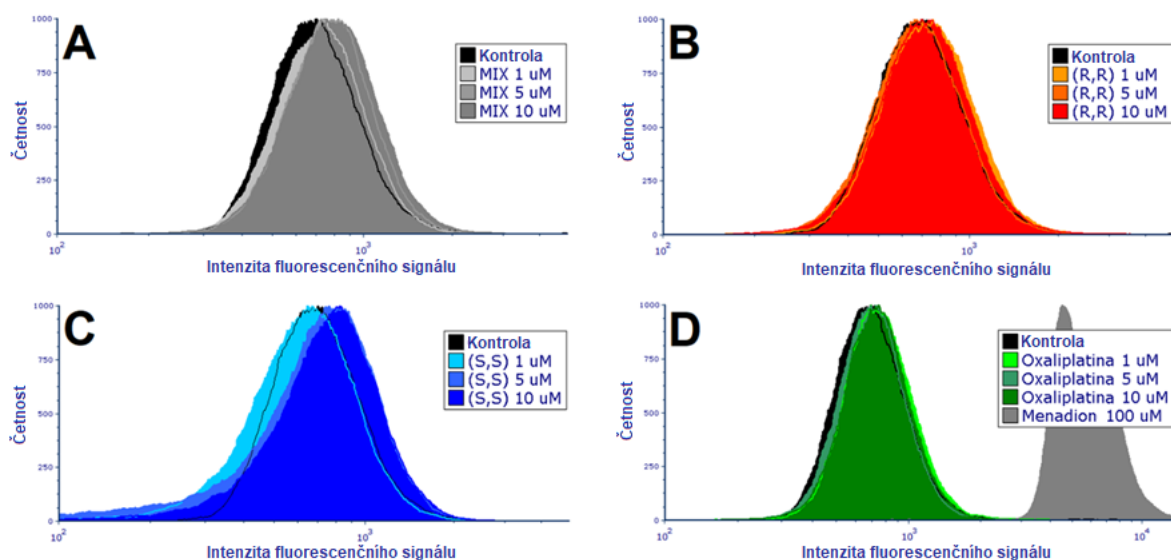 A
1000
750
500
250
0
Četnost
10²
10³
Intenzita fluorescenčního signálu
Kontrola
MIX 1 uM
MIX 5 uM
MIX 10 uM
B
1000
750
500
250
0
Četnost
10²
10³
Intenzita fluorescenčního signálu
Kontrola
(R,R) 1 uM
(R,R) 5 uM
(R,R) 10 uM
C
1000
750
500
250
0
Četnost
10²
10³
Intenzita fluorescenčního signálu
Kontrola
(S,S) 1 uM
(S,S) 5 uM
(S,S) 10 uM
D
1000
750
500
250
0
Četnost
10²
10³
10⁴
Intenzita fluorescenčního signálu
Kontrola
Oxaliplatina 1 uM
Oxaliplatina 5 uM
Oxaliplatina 10 uM
Menadion 100 uM